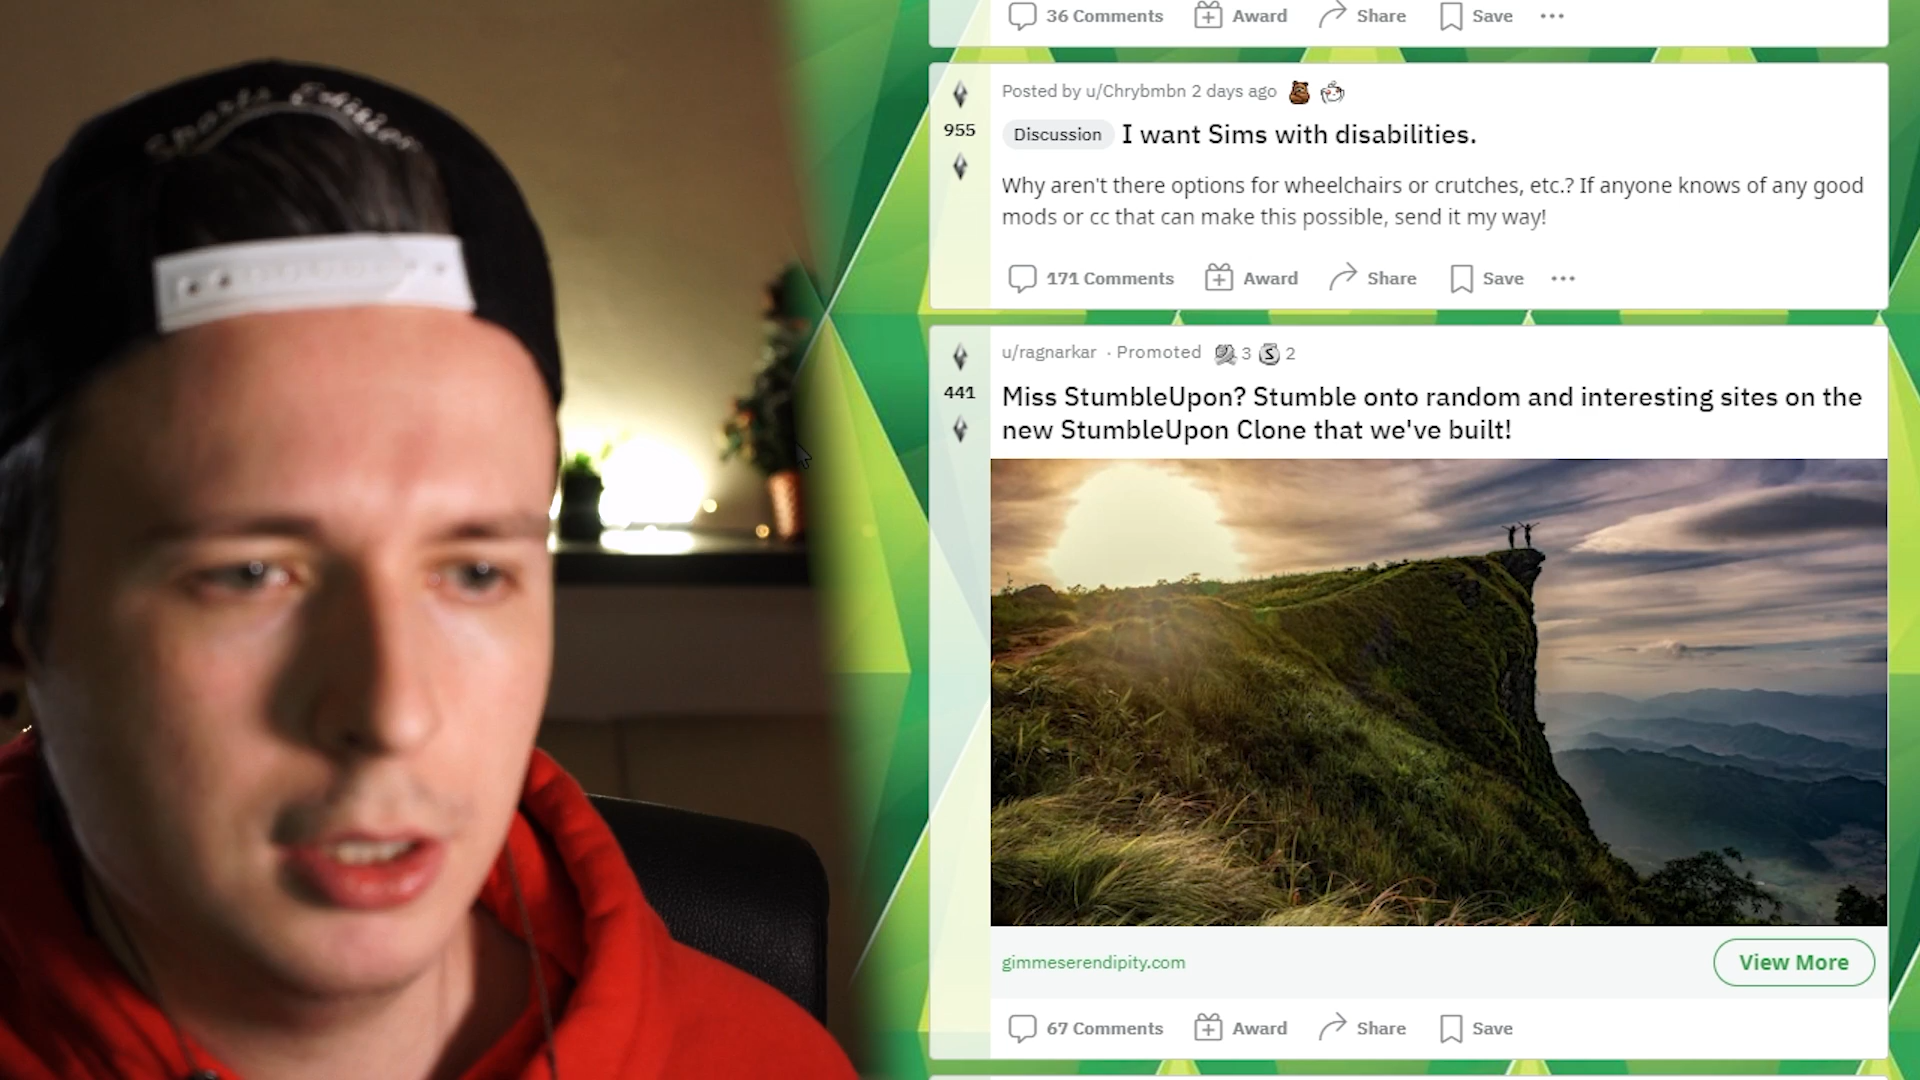 Sports Edition
36 Comments Award Share Save
Posted by u/Chrybmbn 2 days ago
955
Discussion I want Sims with disabilities.
Why aren't there options for wheelchairs or crutches, etc.? If anyone knows of any good
mods or cc that can make this possible, send it my way!
171 Comments Award Share Save
u/ragnarkar · Promoted 3 S 2
441
Miss StumbleUpon? Stumble onto random and interesting sites on the
new StumbleUpon Clone that we've built!
gimmeserendipity.com
View More
67 Comments Award Share Save